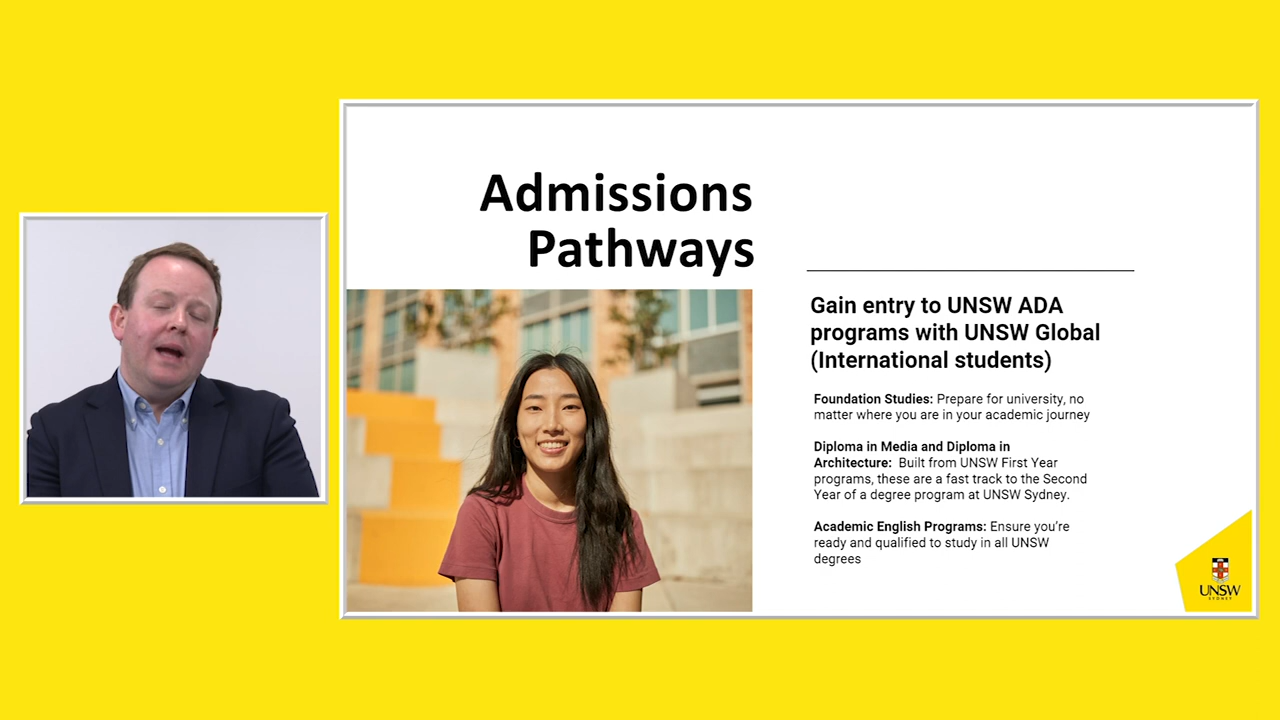 Admissions
Pathways
Gain entry to UNSW ADA
programs with UNSW Global
(International students)
Foundation Studies: Prepare for university, no
matter where you are in your academic journey
Diploma in Media and Diploma in
Architecture: Built from UNSW First Year
programs, these are a fast track to the Second
Year of a degree program at UNSW Sydney.
Academic English Programs: Ensure you’re
ready and qualified to study in all UNSW
degrees
UNSW
SYDNEY